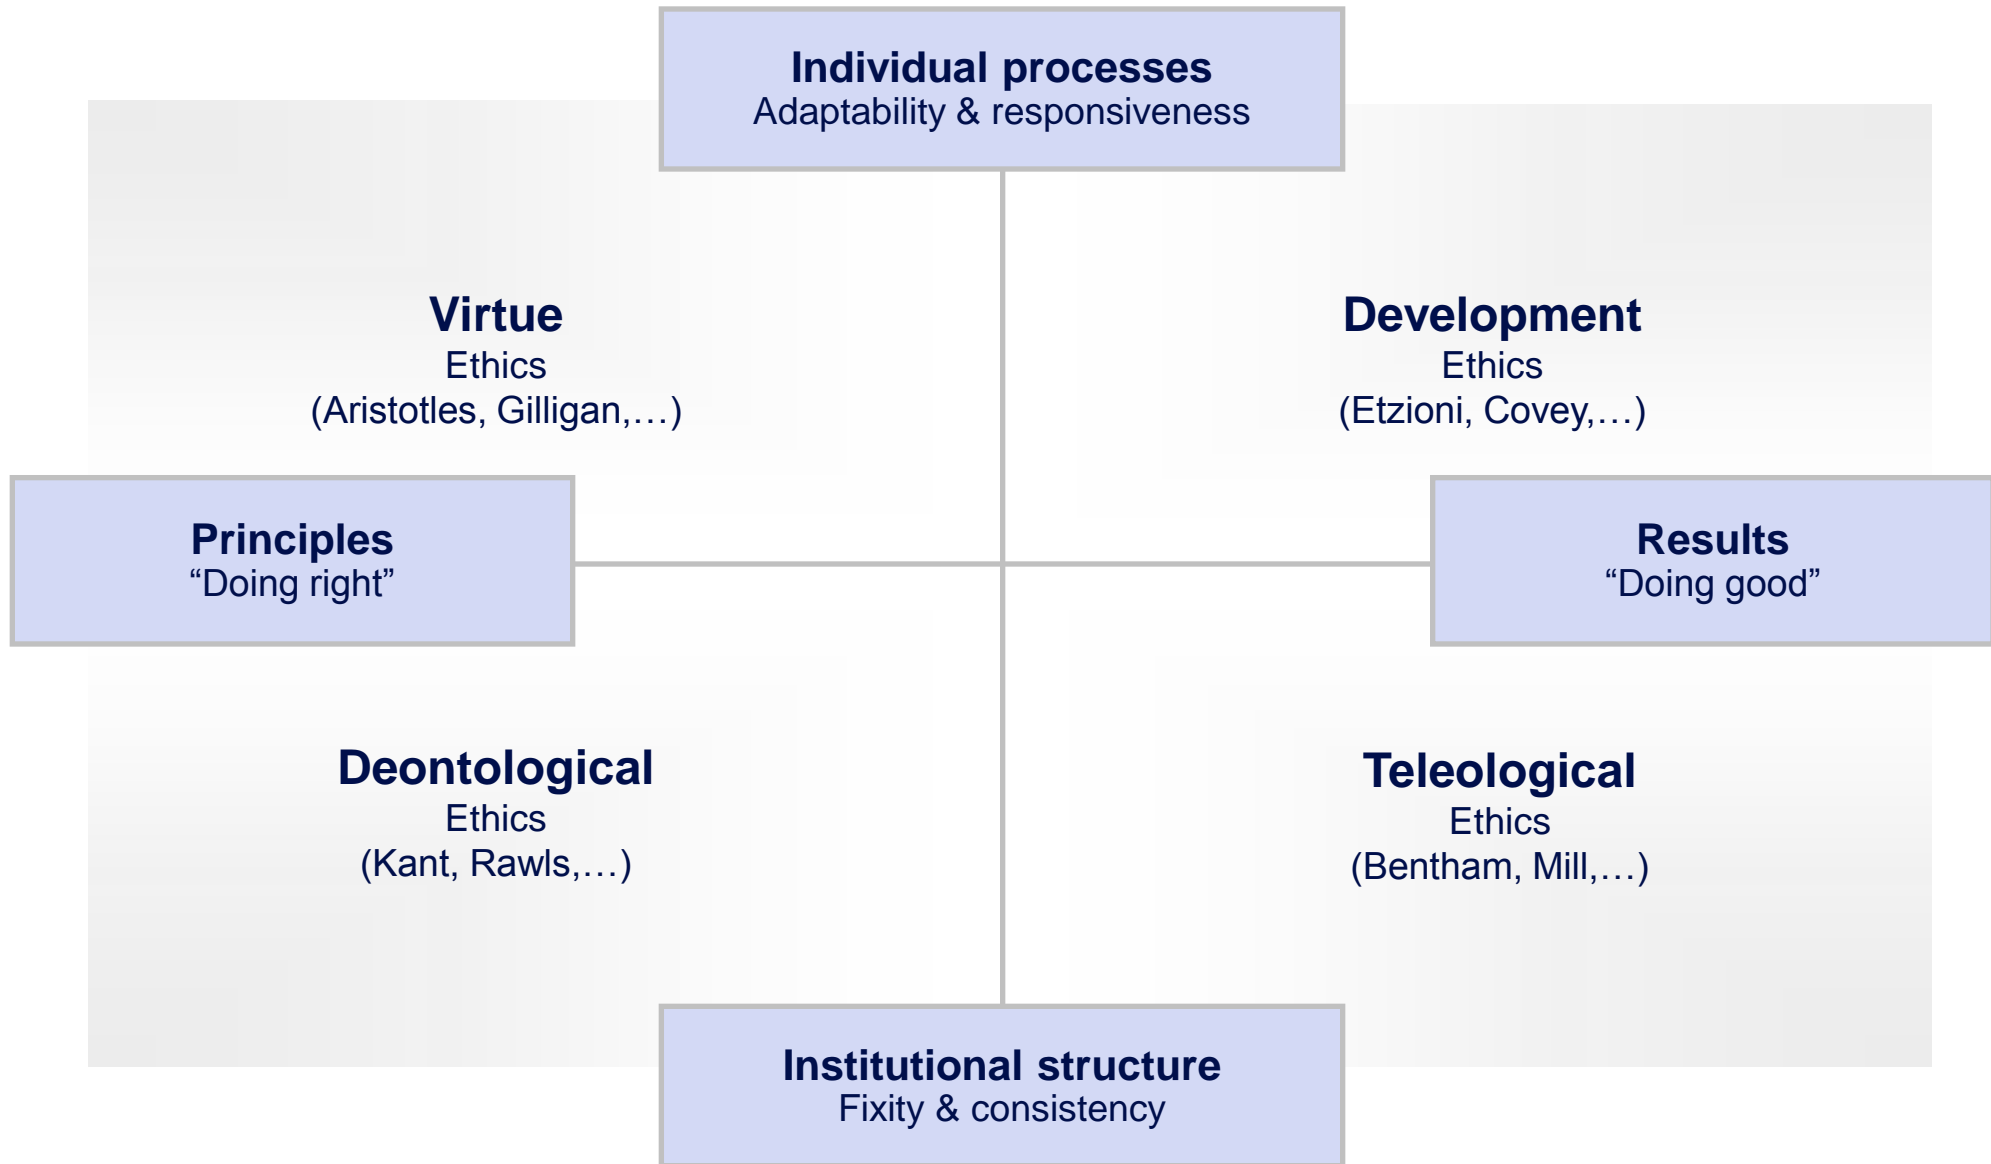 Individual processes
Adaptability & responsiveness
Virtue
Ethics
(Aristotles, Gilligan,…)
Development
Ethics
(Etzioni, Covey,…)
Principles
“Doing right”
Results
“Doing good”
Deontological
Ethics
(Kant, Rawls,…)
Teleological
Ethics
(Bentham, Mill,…)
Institutional structure
Fixity & consistency